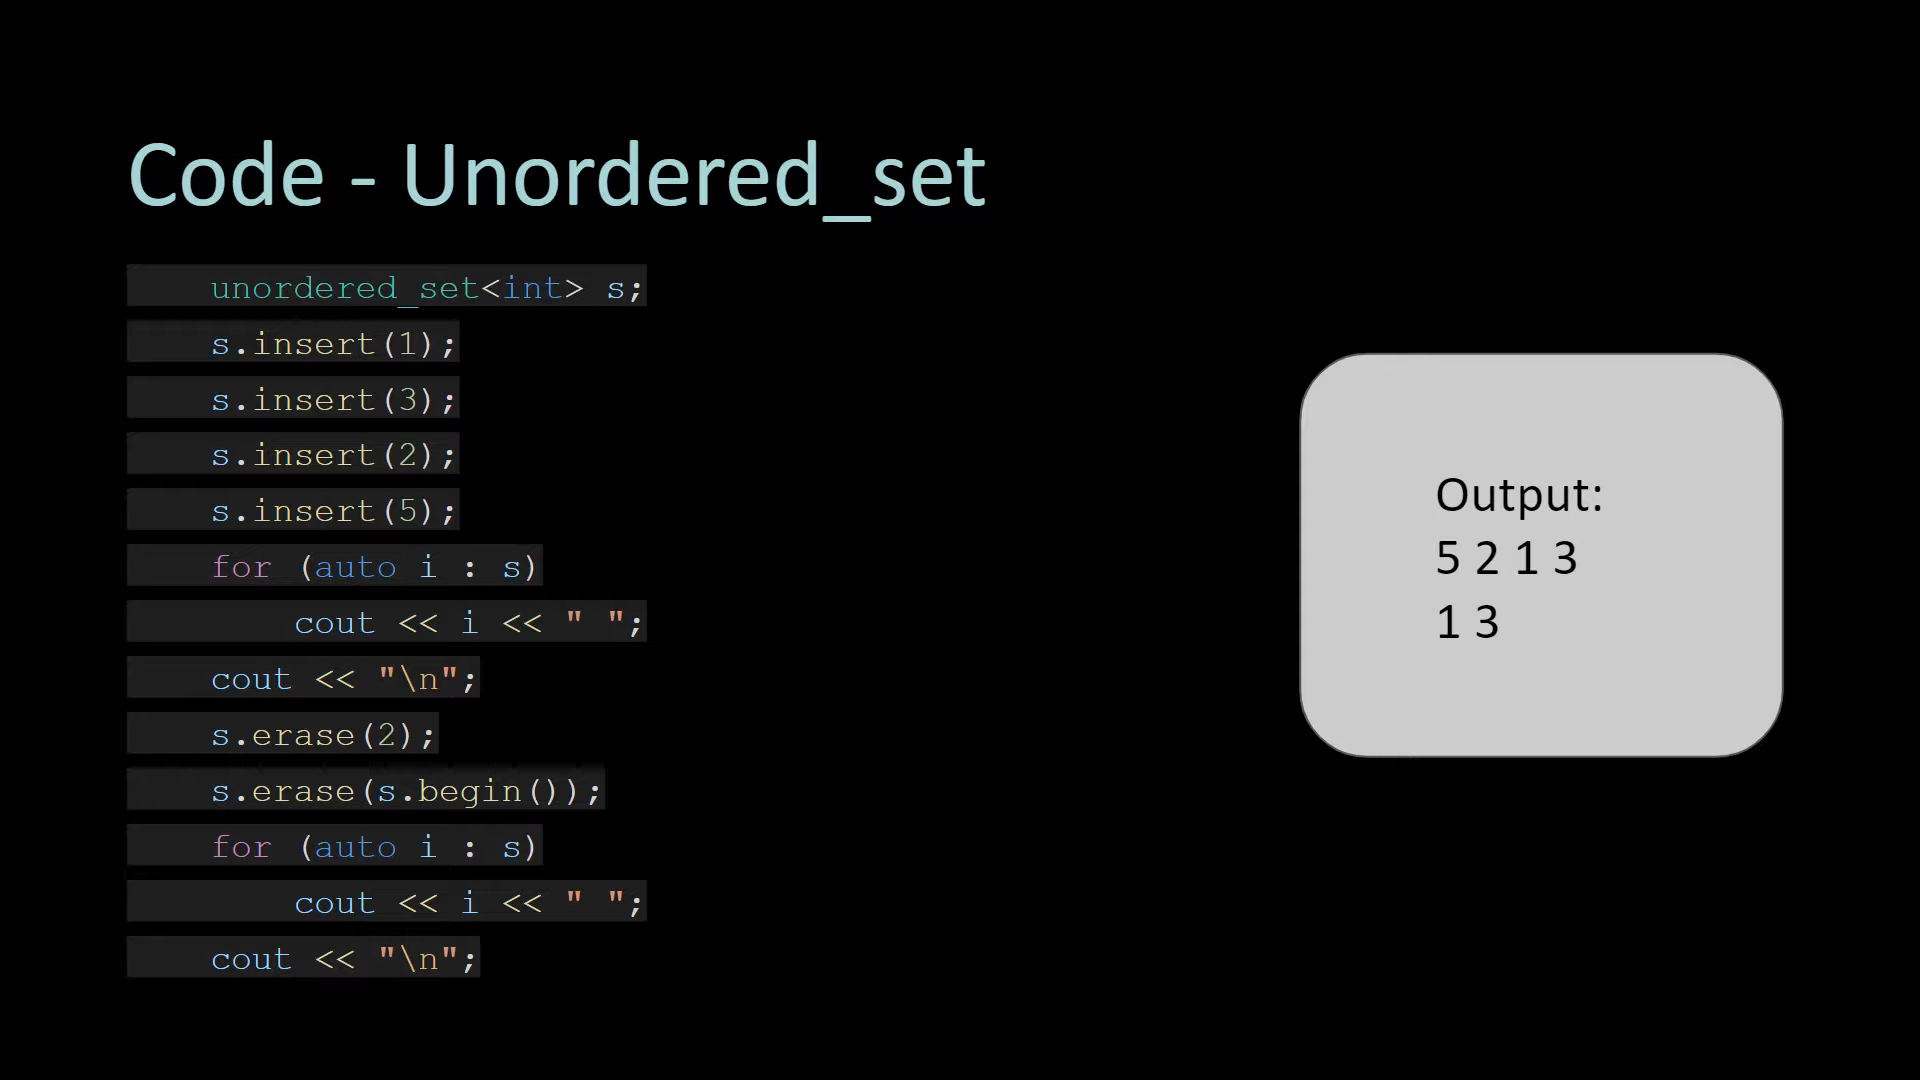 Code - Unordered_set
unordered_set<int> s;
s.insert(1);
s.insert(3);
s.insert(2);
s.insert(5);
for (auto i : s)
cout << i << " ";
cout << "\n";
s.erase(2);
s.erase(s.begin());
for (auto i : s)
cout << i << " ";
cout << "\n";
Output:
5 2 1 3
1 3